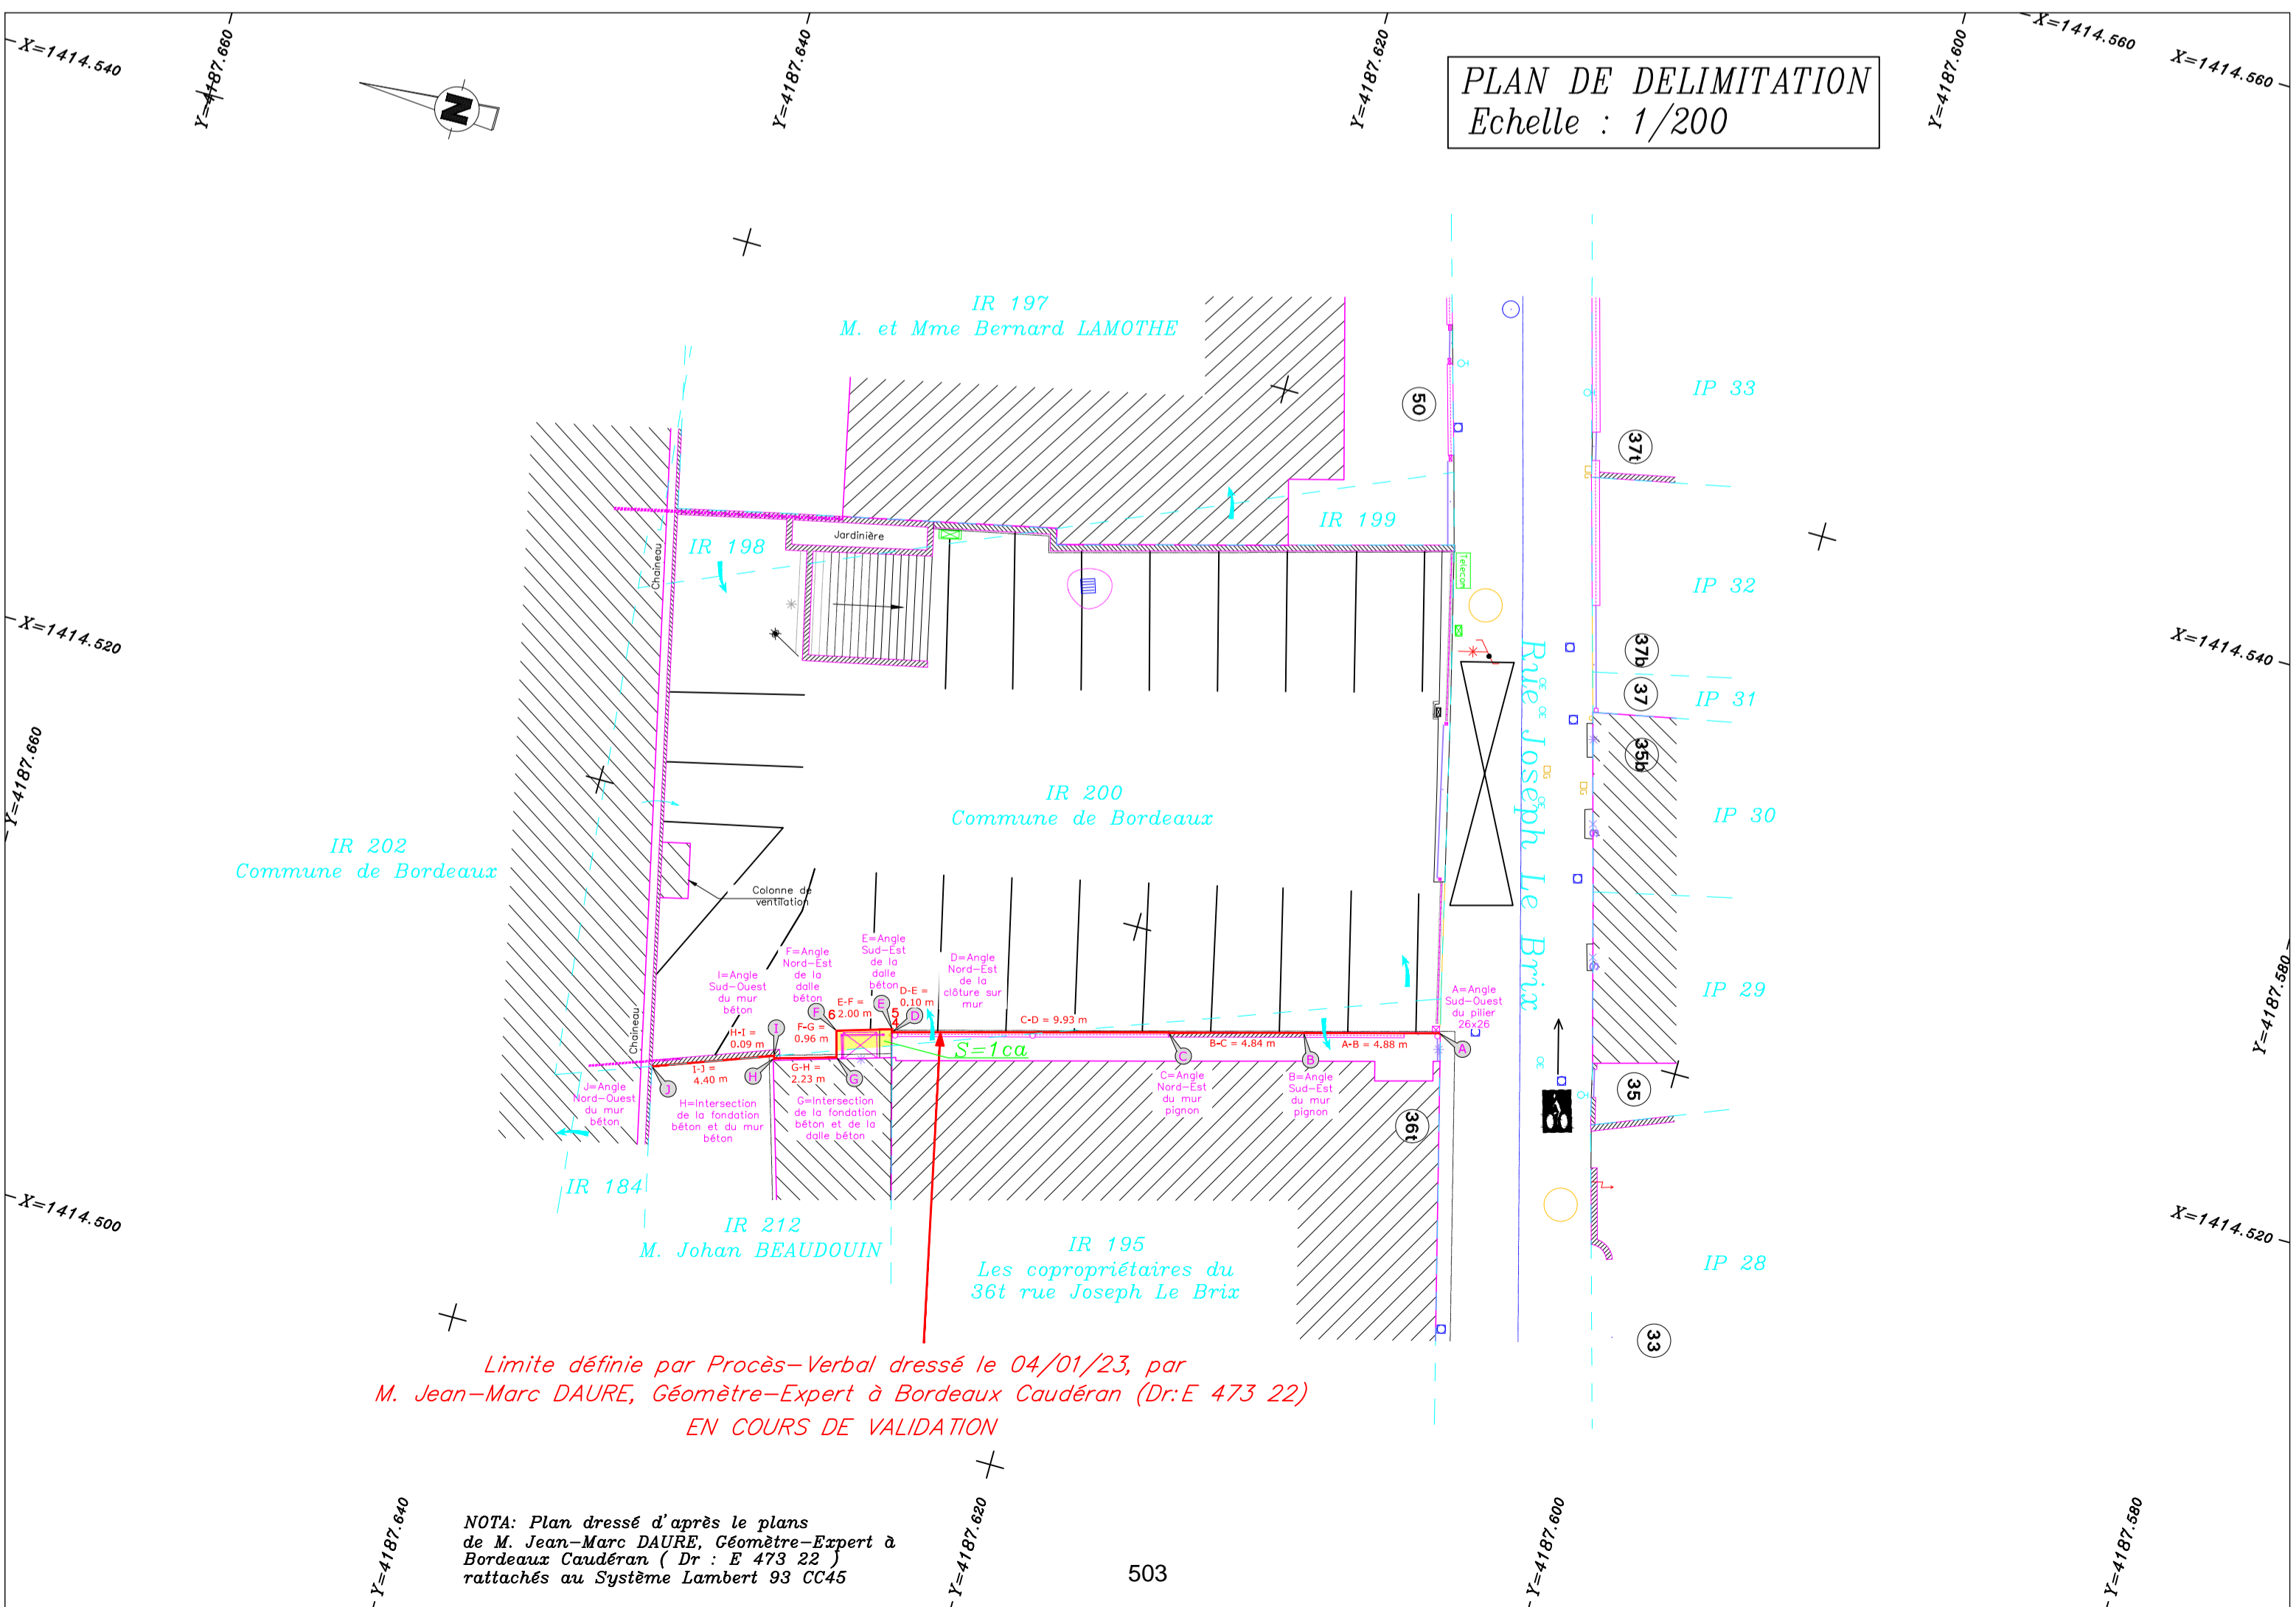 X=1414.540
Y=4187.660
Y=4187.640
Y=4187.620
Y=4187.600
X=1414.560
X=1414.560
N
PLAN DE DELIMITATION
Echelle : 1/200
IR 197
M. et Mme Bernard LAMOTHE
50
IP 33
37t
IR 199
IR 198
Jardinière
Chaineau
Telecom
IP 32
X=1414.520
X=1414.540
37b
37
IP 31
35b
Rue Joseph Le Brix
IR 200
Commune de Bordeaux
IP 30
IR 202
Commune de Bordeaux
Y=4187.660
Colonne de
ventilation
IP 29
Y=4187.580
I=Angle
Sud-Ouest
du mur
béton
F=Angle
Nord-Est
de la
dalle
béton
E=Angle
Sud-Est
de la
dalle
béton
D=Angle
Nord-Est
de la
clôture sur
mur
A=Angle
Sud-Ouest
du pilier
26x26
D-E =
0.10 m
E-F =
2.00 m
F-G =
0.96 m
H-I =
0.09 m
C-D = 9.93 m
B-C = 4.84 m
A-B = 4.88 m
G-H =
2.23 m
I-J =
4.40 m
S=1ca
6
5
4
A
B
C
D
E
F
G
H
I
J
Chaineau
J=Angle
Nord-Ouest
du mur
béton
H=Intersection
de la fondation
béton et du mur
béton
G=Intersection
de la fondation
béton et de la
dalle béton
C=Angle
Nord-Est
du mur
pignon
B=Angle
Sud-Est
du mur
pignon
36t
35
IR 184
IR 212
M. Johan BEAUDOUIN
IR 195
Les copropriétaires du
36t rue Joseph Le Brix
IP 28
33
X=1414.500
X=1414.520
Limite définie par Procès-Verbal dressé le 04/01/23, par
M. Jean-Marc DAURE, Géomètre-Expert à Bordeaux Caudéran (Dr:E 473 22)
EN COURS DE VALIDATION
NOTA: Plan dressé d'après le plans
de M. Jean-Marc DAURE, Géomètre-Expert à
Bordeaux Caudéran ( Dr : E 473 22 )
rattachés au Système Lambert 93 CC45
503
Y=4187.640
Y=4187.620
Y=4187.600
Y=4187.580